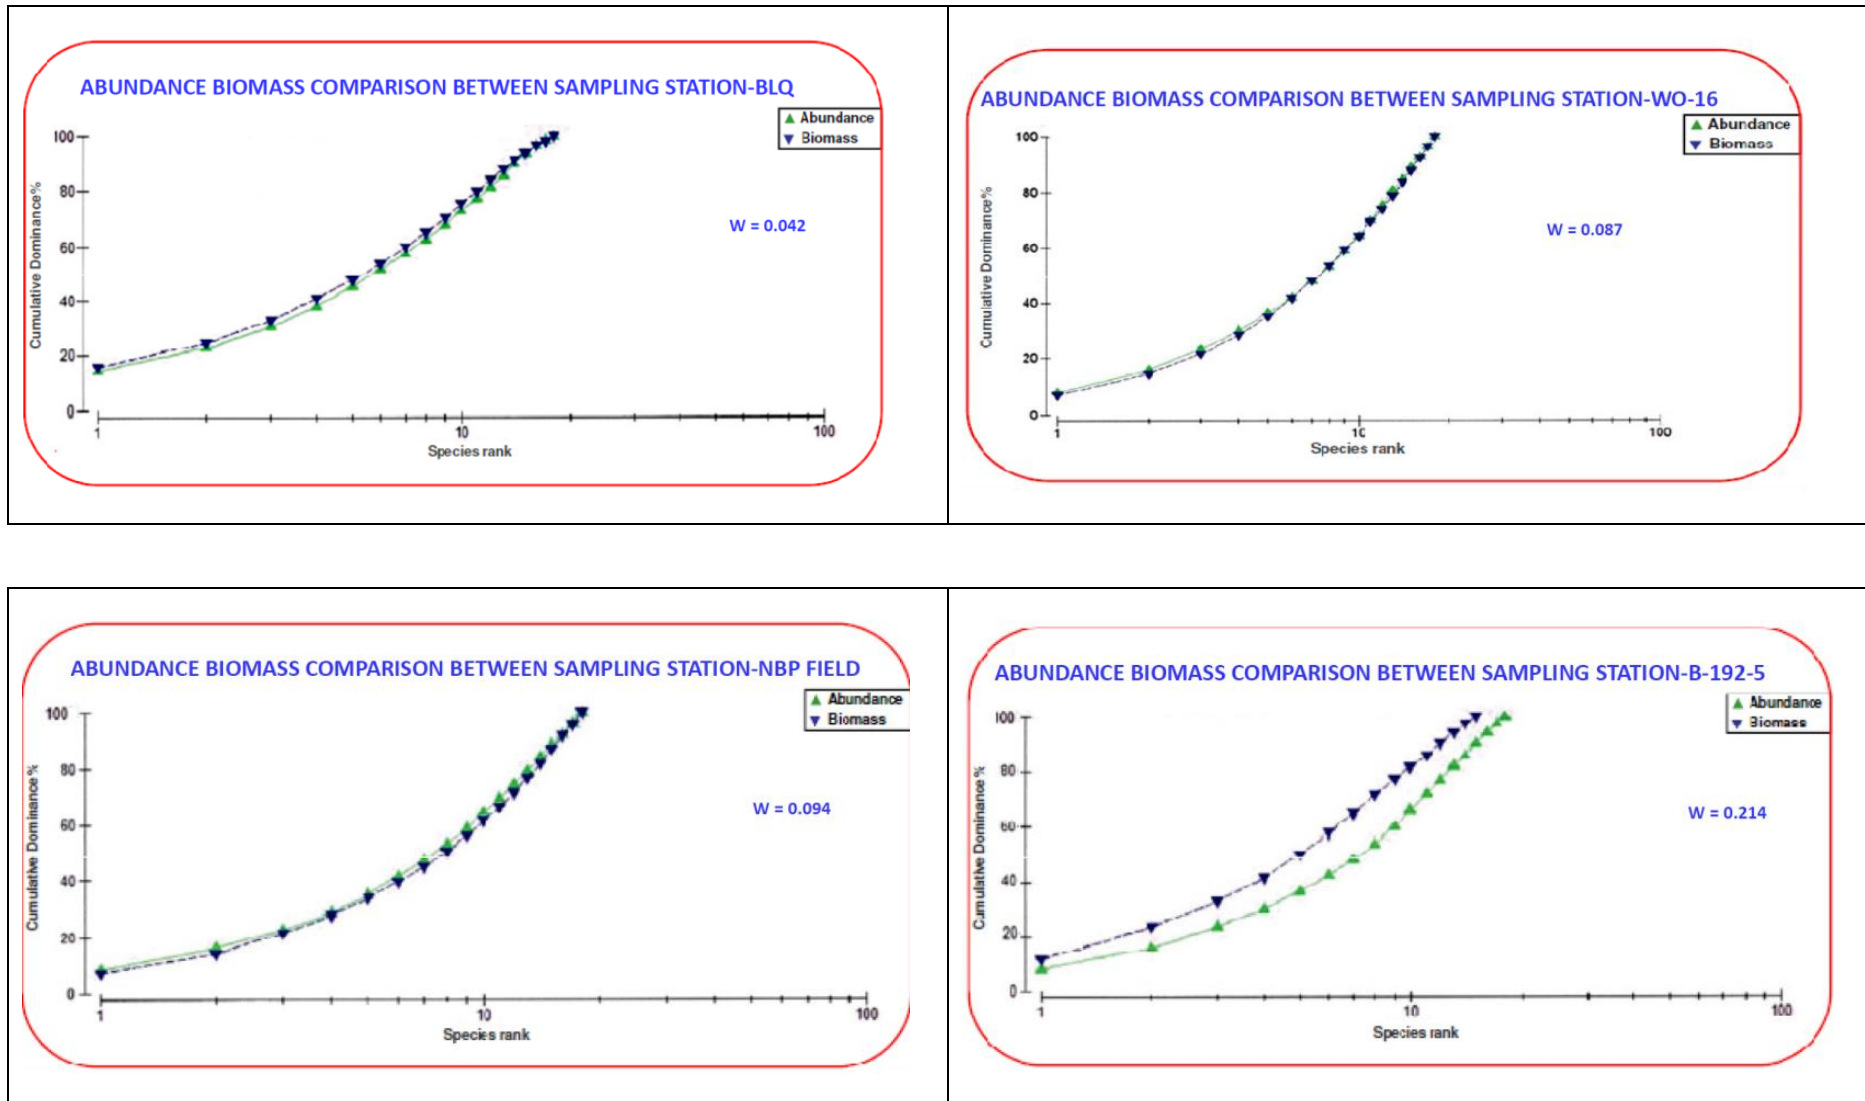 ABUNDANCE BIOMASS COMPARISON BETWEEN SAMPLING STATION-BLQ
Abundance
Biomass
100
80
60
40
20
0
Cumulative Dominance%
W = 0.042
1
10
100
Species rank
ABUNDANCE BIOMASS COMPARISON BETWEEN SAMPLING STATION-WO-16
Abundance
Biomass
100
80
60
40
20
0
Cumulative Dominance%
W = 0.087
1
10
100
Species rank
ABUNDANCE BIOMASS COMPARISON BETWEEN SAMPLING STATION-NBP FIELD
Abundance
Biomass
100
80
60
40
20
0
Cumulative Dominance%
W = 0.094
1
10
100
Species rank
ABUNDANCE BIOMASS COMPARISON BETWEEN SAMPLING STATION-B-192-5
Abundance
Biomass
100
80
60
40
20
0
Cumulative Dominance%
W = 0.214
1
10
100
Species rank